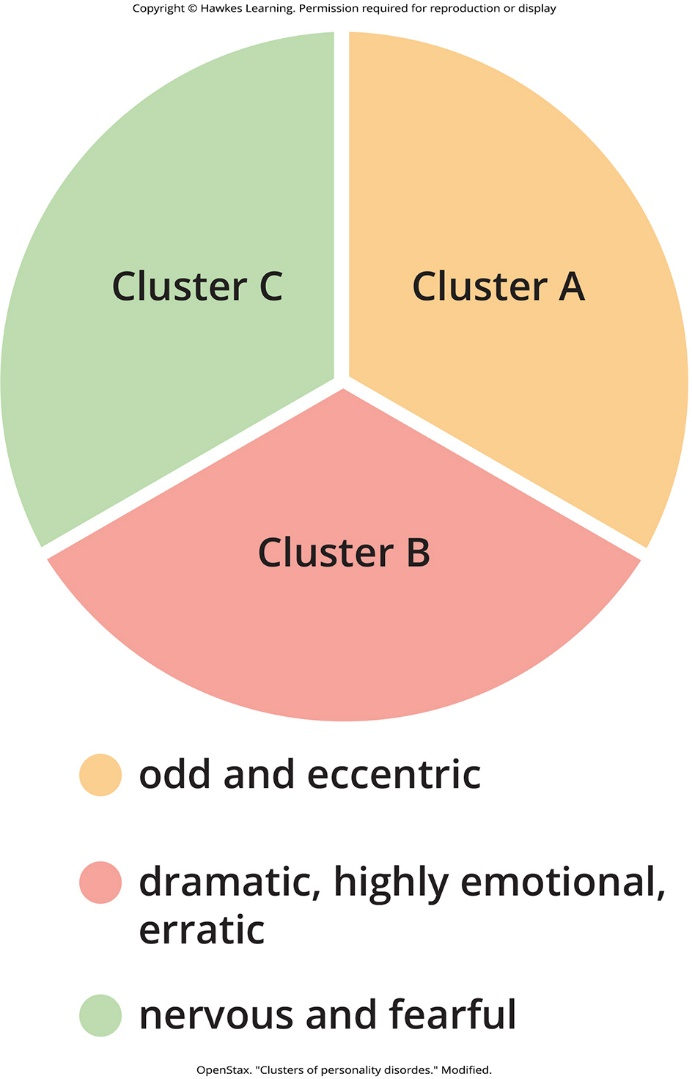 Copyright © Hawkes Learning. Permission required for reproduction or display
Cluster C
Cluster A
Cluster B
odd and eccentric
dramatic, highly emotional,
erratic
nervous and fearful
OpenStax. "Clusters of personality disordes." Modified.